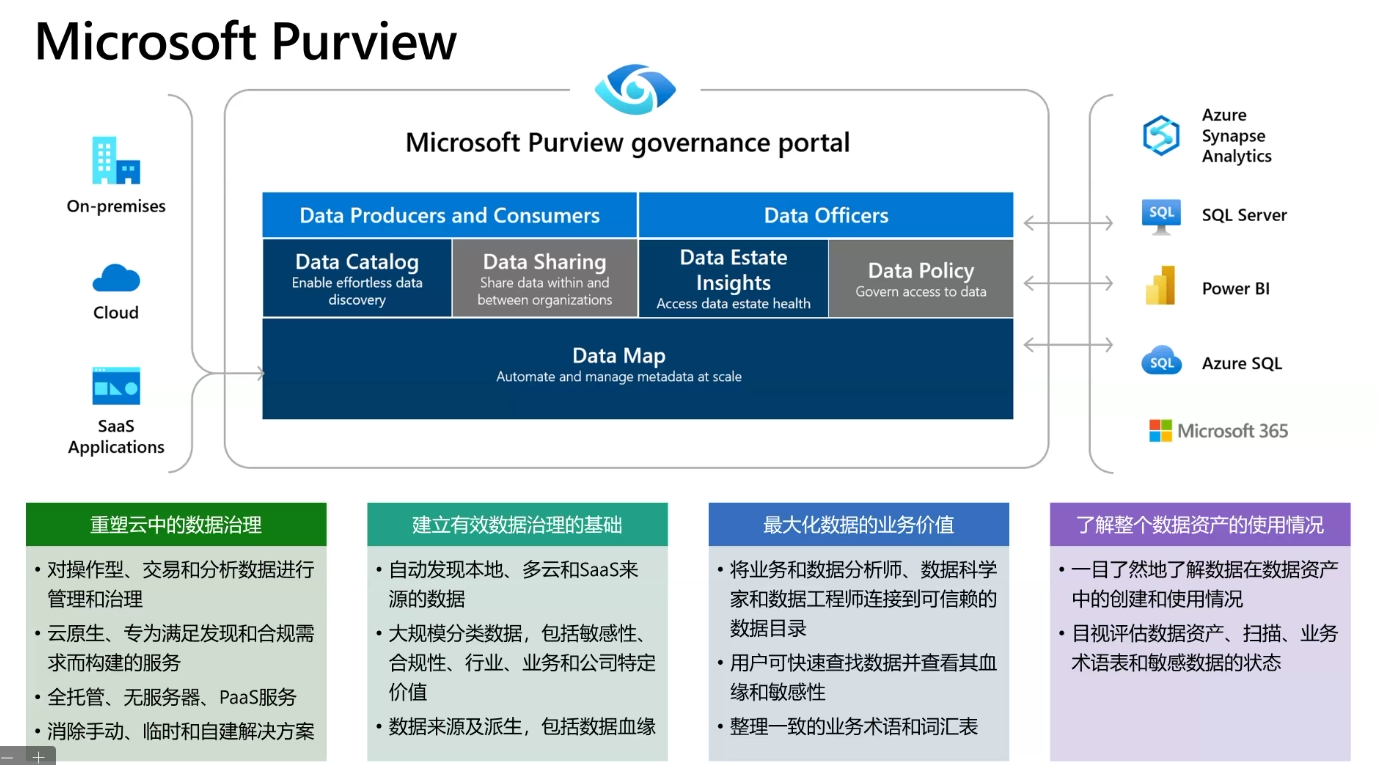 Microsoft Purview
Microsoft Purview governance portal
On-premises
Cloud
SaaS
Applications
Data Producers and Consumers
Data Officers
Data Catalog
Enable effortless data
discovery
Data Sharing
Share data within and
between organizations
Data Estate
Insights
Access data estate health
Data Policy
Govern access to data
Data Map
Automate and manage metadata at scale
Azure
Synapse
Analytics
SQL
SQL Server
Power BI
SQL
Azure SQL
Microsoft 365
重塑云中的数据治理
• 对操作型、交易和分析数据进行
管理和治理
• 云原生、专为满足发现和合规需
求而构建的服务
• 全托管、无服务器、PaaS服务
• 消除手动、临时和自建解决方案
建立有效数据治理的基础
• 自动发现本地、多云和SaaS来
源的数据
• 大规模分类数据，包括敏感性、
合规性、行业、业务和公司特定
价值
• 数据来源及派生，包括数据血缘
最大化数据的业务价值
• 将业务和数据分析师、数据科学
家和数据工程师连接到可信赖的
数据目录
• 用户可快速查找数据并查看其血
缘和敏感性
• 整理一致的业务术语和词汇表
了解整个数据资产的使用情况
• 一目了然地了解数据在数据资产
中的创建和使用情况
• 目视评估数据资产、扫描、业务
术语表和敏感数据的状态